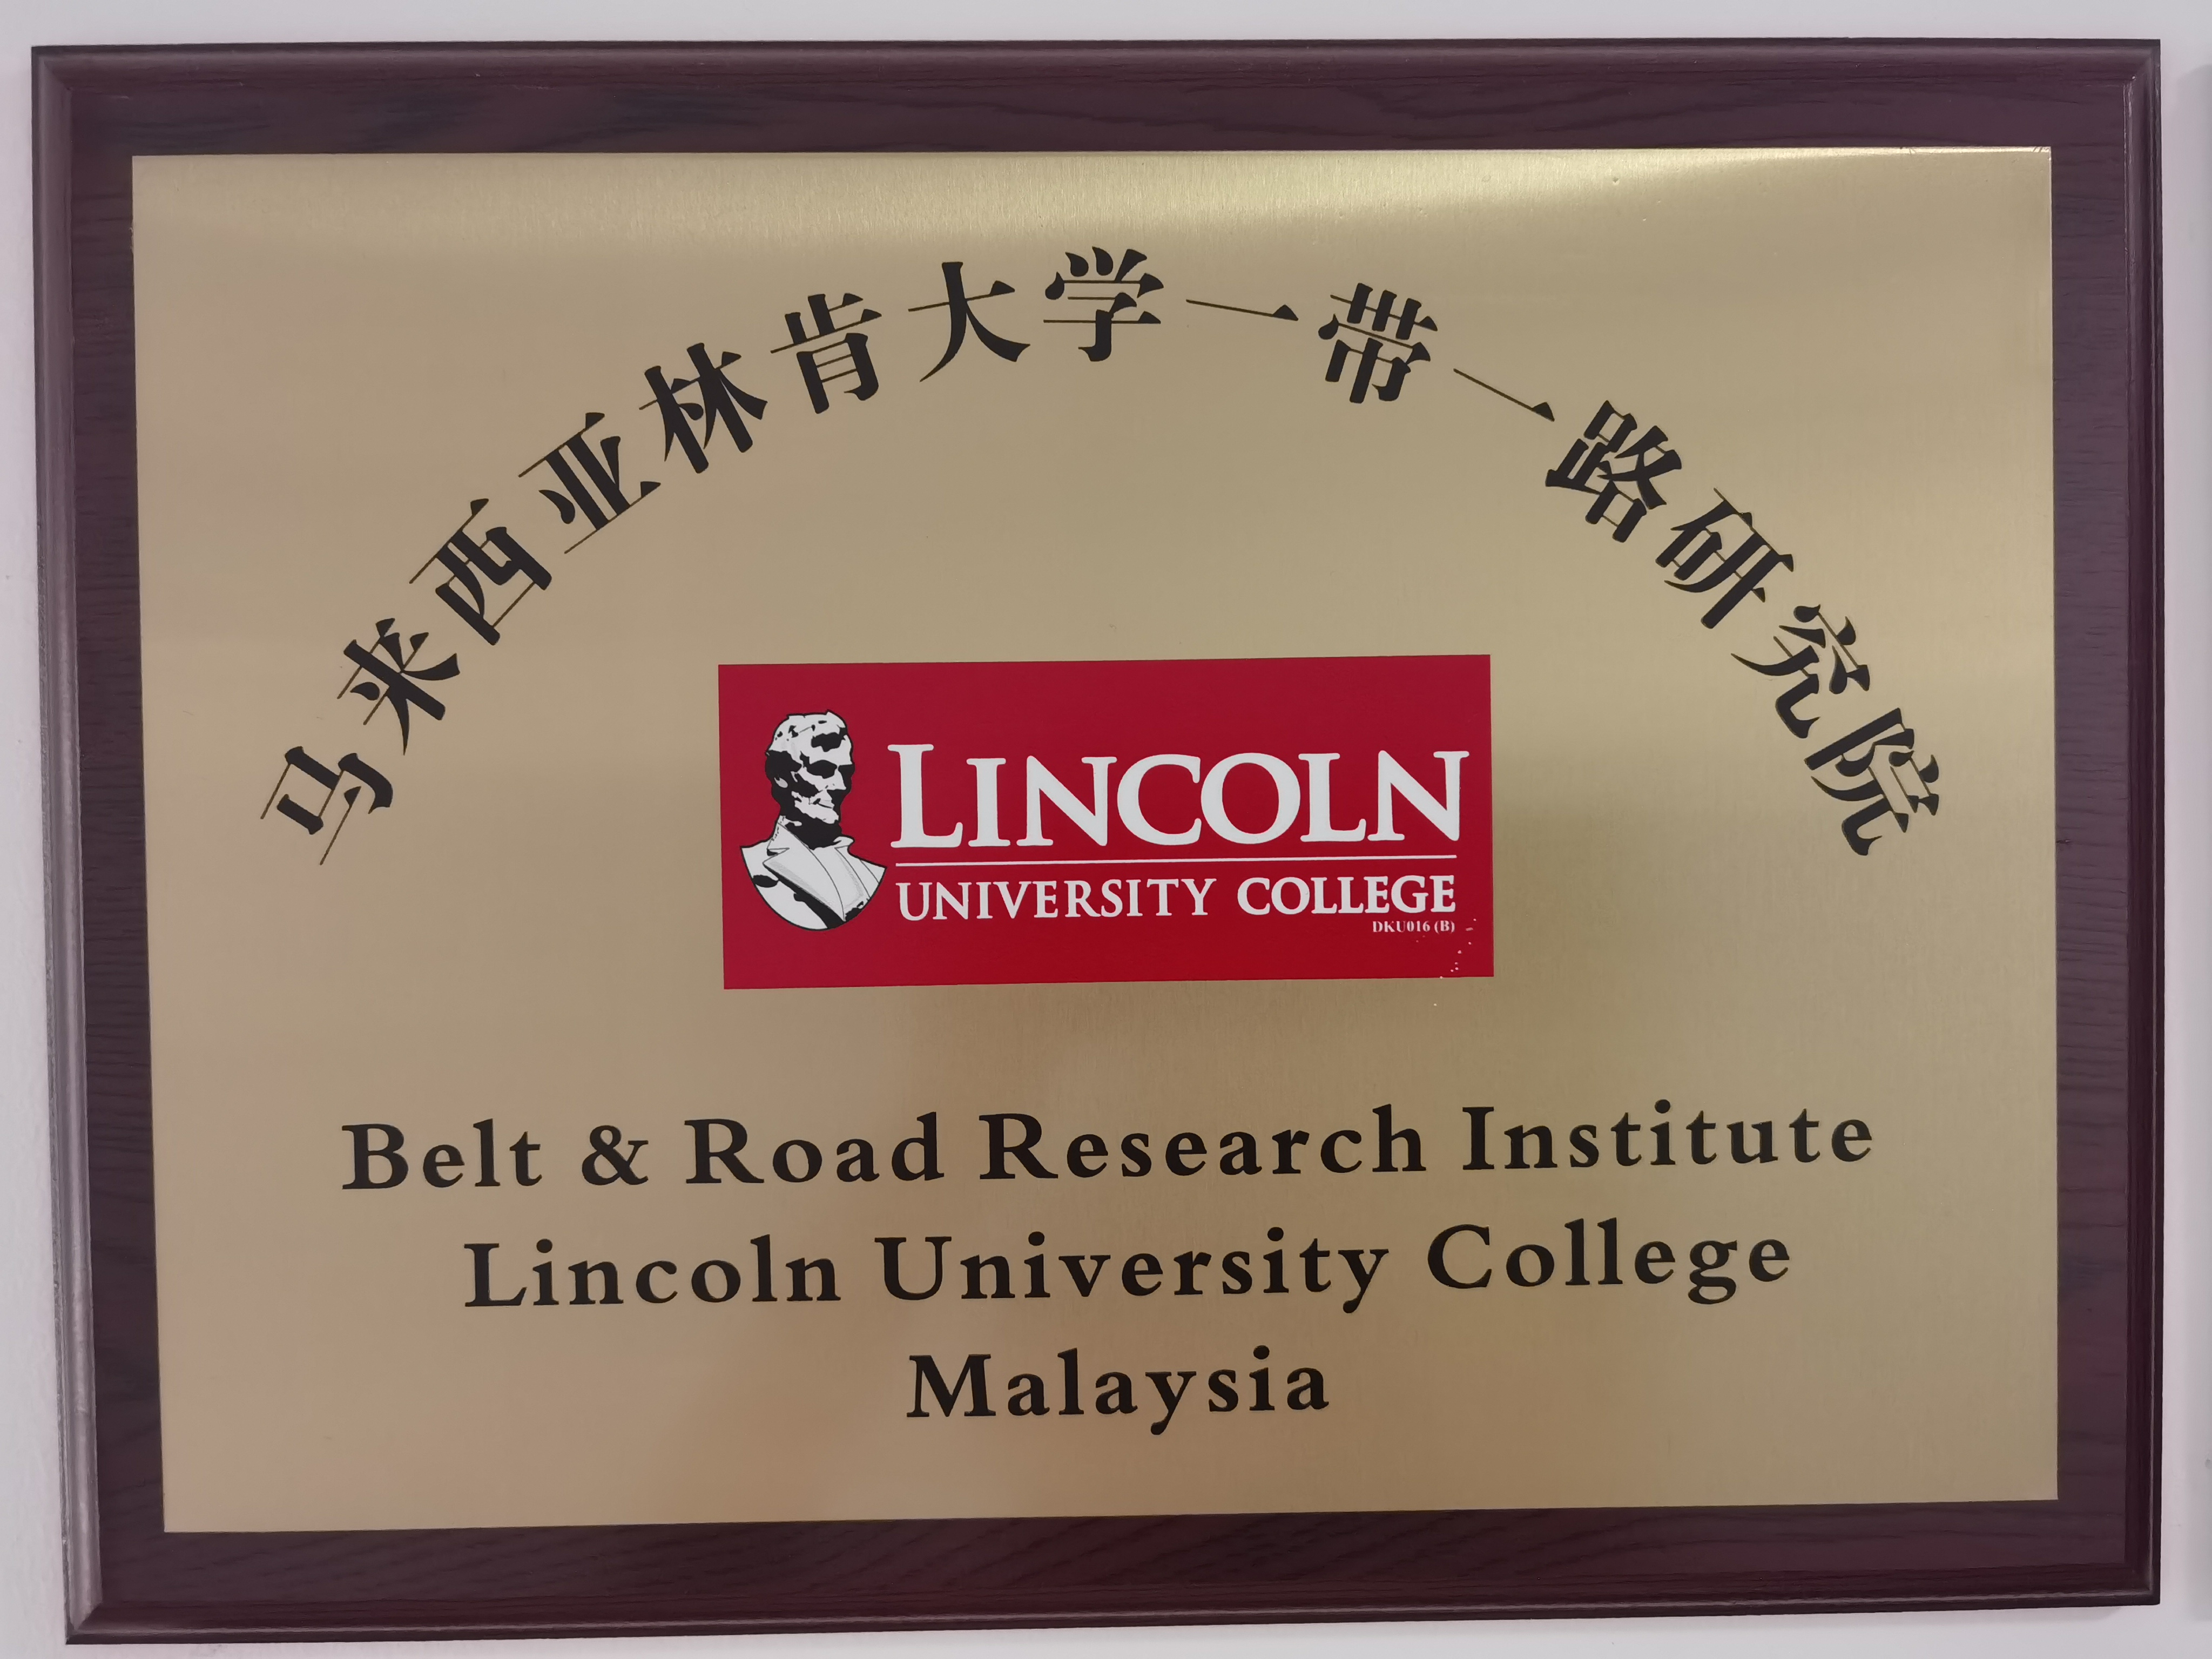 马来西亚林肯大学一带一路研究院
LINCOLN
UNIVERSITY COLLEGE
DKU016 (B)
Belt & Road Research Institute
Lincoln University College
Malaysia